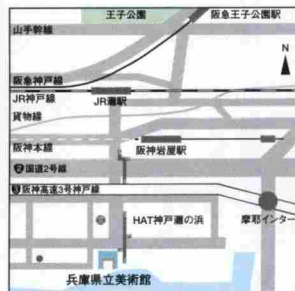 王子公園
阪急王子公園駅
山手幹線
N
阪急神戸線
JR神戸線
JR灘駅
貨物線
阪神本線
阪神岩屋駅
2国道2号線
3阪神高速3号神戸線
HAT神戸灘の浜
摩耶インター
兵庫県立美術館